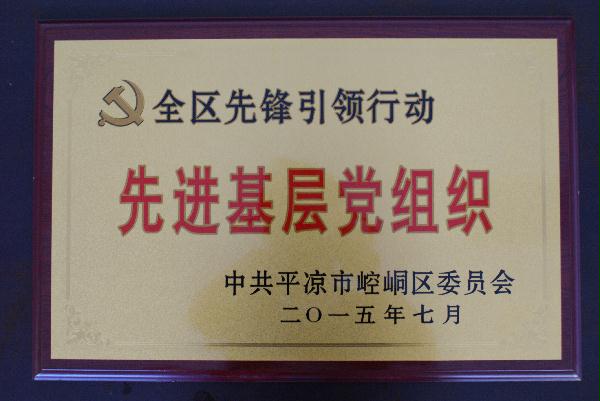 全区先锋引领行动
先进基层党组织
中共平凉市崆峒区委员会
二〇一五年七月